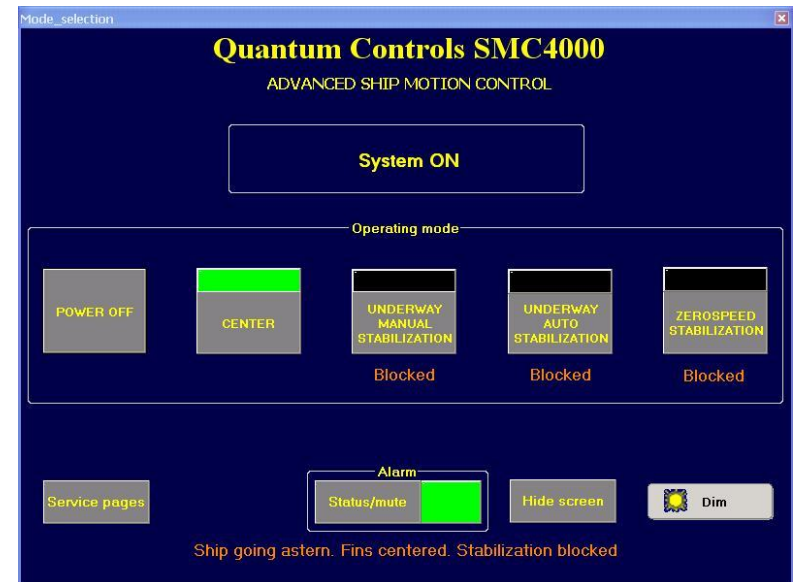 Mode_selection
Quantum Controls SMC4000
ADVANCED SHIP MOTION CONTROL
System ON
Operating mode
POWER OFF
CENTER
UNDERWAY
MANUAL
STABILIZATION
UNDERWAY
AUTO
STABILIZATION
ZEROSPEED
STABILIZATION
Blocked
Blocked
Blocked
Alarm
Service pages
Status/mute
Hide screen
Dim
Ship going astern. Fins centered. Stabilization blocked